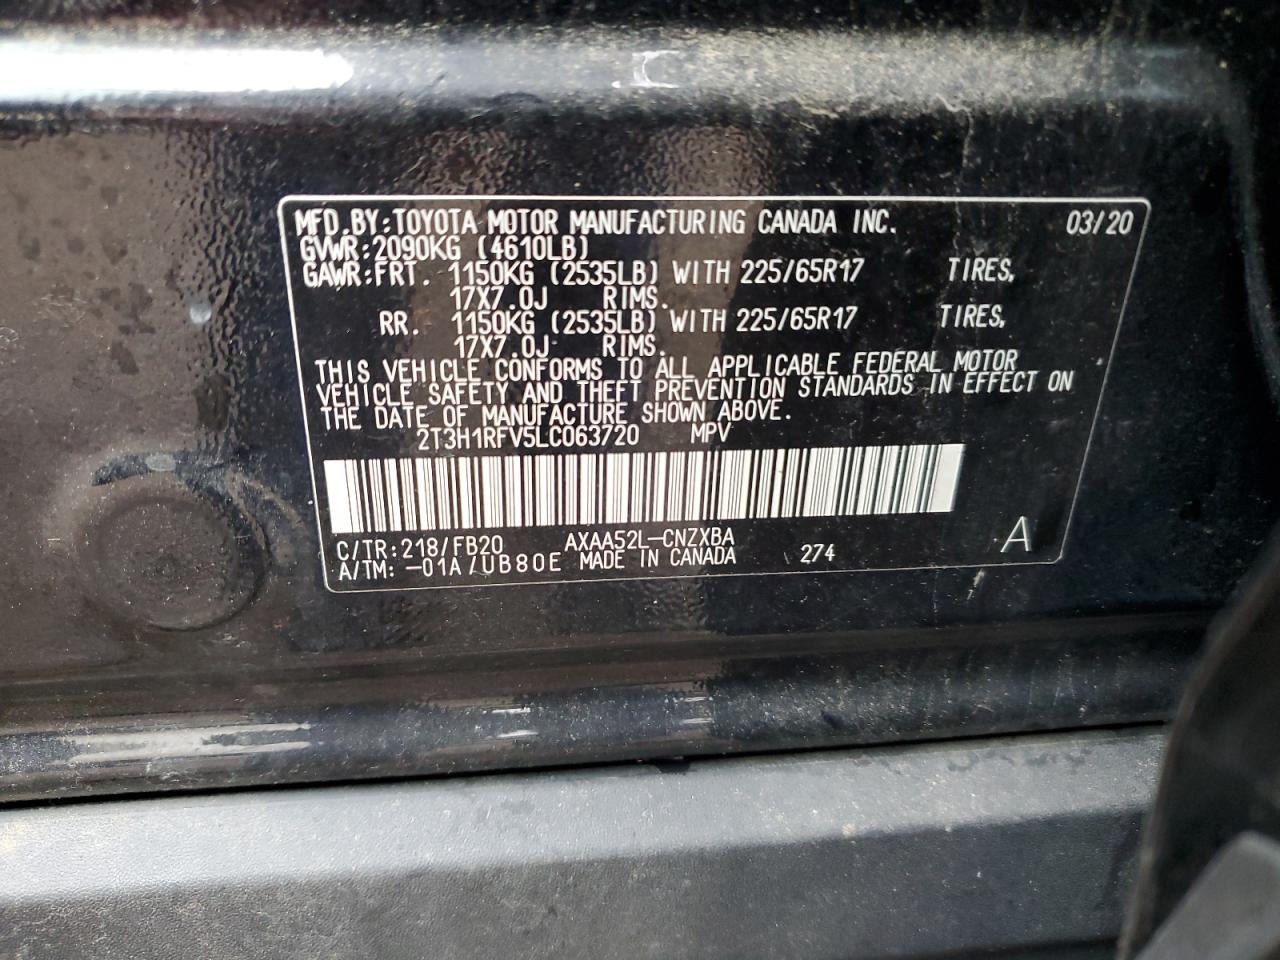 MFD.BY:TOYOTA MOTOR MANUFACTURING CANADA INC. 03/20
GVWR:2090KG (4610LB)
GAWR:FRT. 1150KG (2535LB) WITH 225/65R17 TIRES,
17X7.0J RIMS.
RR. 1150KG (2535LB) WITH 225/65R17 TIRES,
17X7.0J RIMS.
THIS VEHICLE CONFORMS TO ALL APPLICABLE FEDERAL MOTOR
VEHICLE SAFETY AND THEFT PREVENTION STANDARDS IN EFFECT ON
THE DATE OF MANUFACTURE SHOWN ABOVE.
2T3H1RFV5LC063720 MPV
C/TR:218/FB20 AXAA52L-CNZXBA
A/TM: -01A/UB80E MADE IN CANADA 274 A